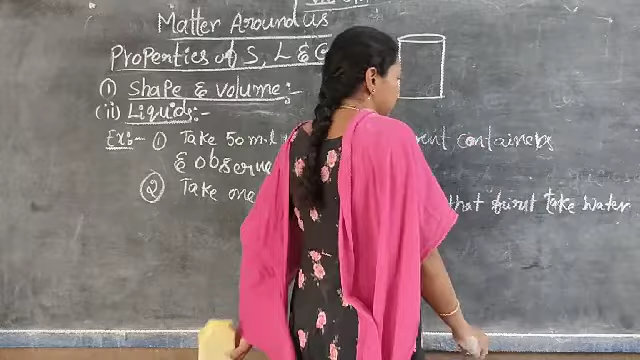 Matter Around us
Properties of S, L & G
(i) Shape & volume:-
(ii) Liquids:-
Ex:- ① Take 50 ml containers
& observe
② Take one that first take water